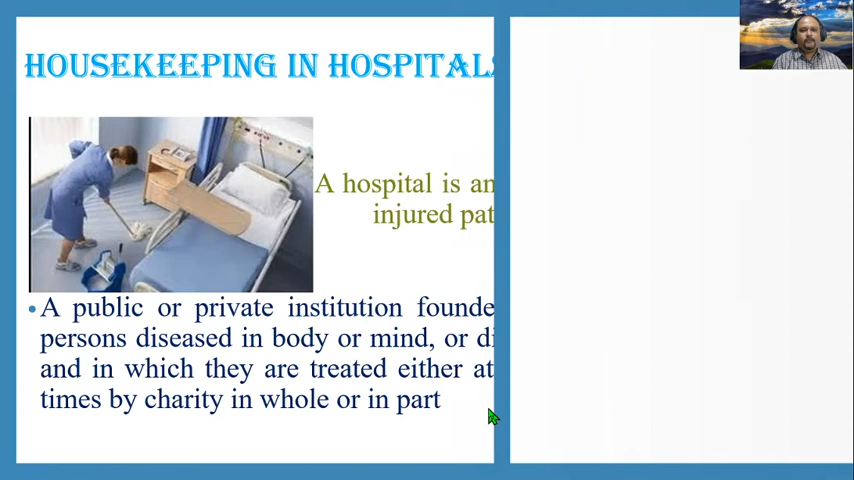 HOUSEKEEPING IN HOSPITALS
A hospital is an
injured pat
• A public or private institution founde
persons diseased in body or mind, or di
and in which they are treated either at
times by charity in whole or in part